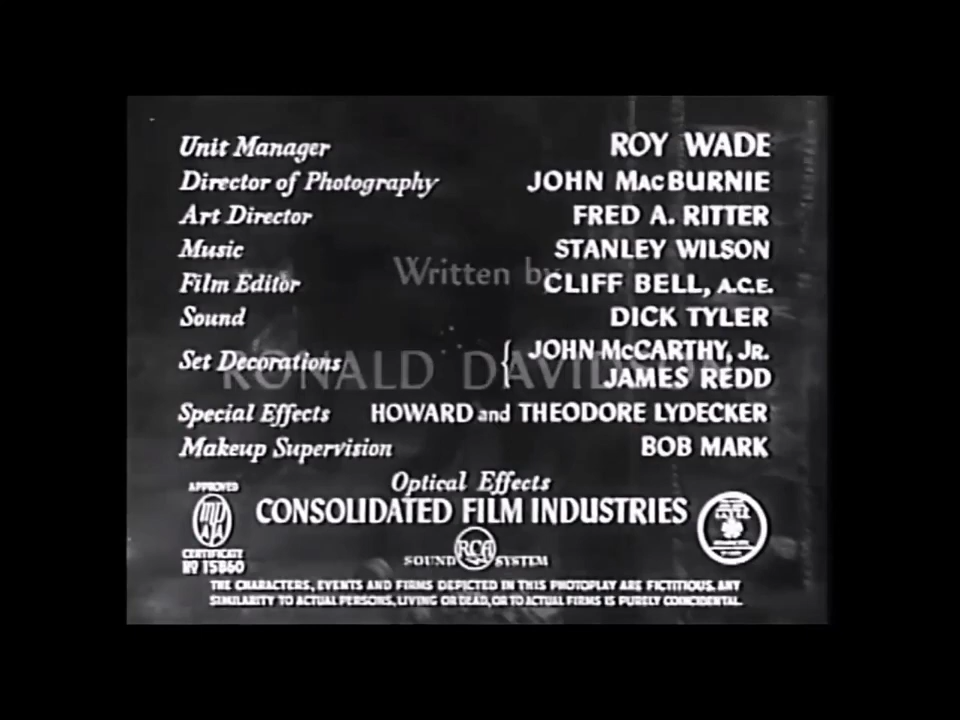 Unit Manager ROY WADE
Director of Photography JOHN MacBURNIE
Art Director FRED A. RITTER
Music STANLEY WILSON
Written by
Film Editor CLIFF BELL, A.C.E.
Sound DICK TYLER
RONALD DAVIDSON
Set Decorations { JOHN McCARTHY, JR.
JAMES REDD
Special Effects HOWARD and THEODORE LYDECKER
Makeup Supervision BOB MARK
Optical Effects
CONSOLIDATED FILM INDUSTRIES
APPROVED
MPAA
CERTIFICATE
No 15860
SOUND RCA SYSTEM
THE CHARACTERS, EVENTS AND FIRMS DEPICTED IN THIS PHOTOPLAY ARE FICTITIOUS. ANY
SIMILARITY TO ACTUAL PERSONS, LIVING OR DEAD, OR TO ACTUAL FIRMS IS PURELY COINCIDENTAL.